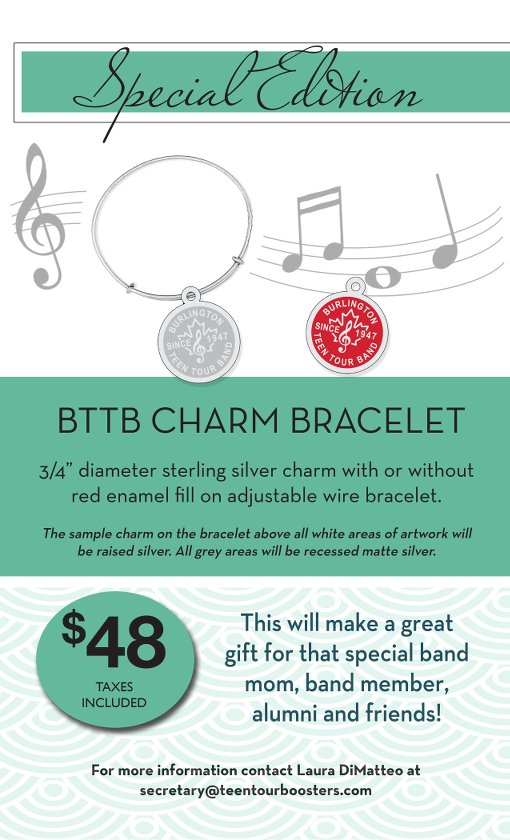 Special Edition
BURLINGTON
SINCE 1947
TEEN TOUR BAND
BURLINGTON
SINCE 1947
TEEN TOUR BAND
BTTB CHARM BRACELET
3/4” diameter sterling silver charm with or without
red enamel fill on adjustable wire bracelet.
The sample charm on the bracelet above all white areas of artwork will
be raised silver. All grey areas will be recessed matte silver.
$48
TAXES
INCLUDED
This will make a great
gift for that special band
mom, band member,
alumni and friends!
For more information contact Laura DiMatteo at
secretary@teentourboosters.com